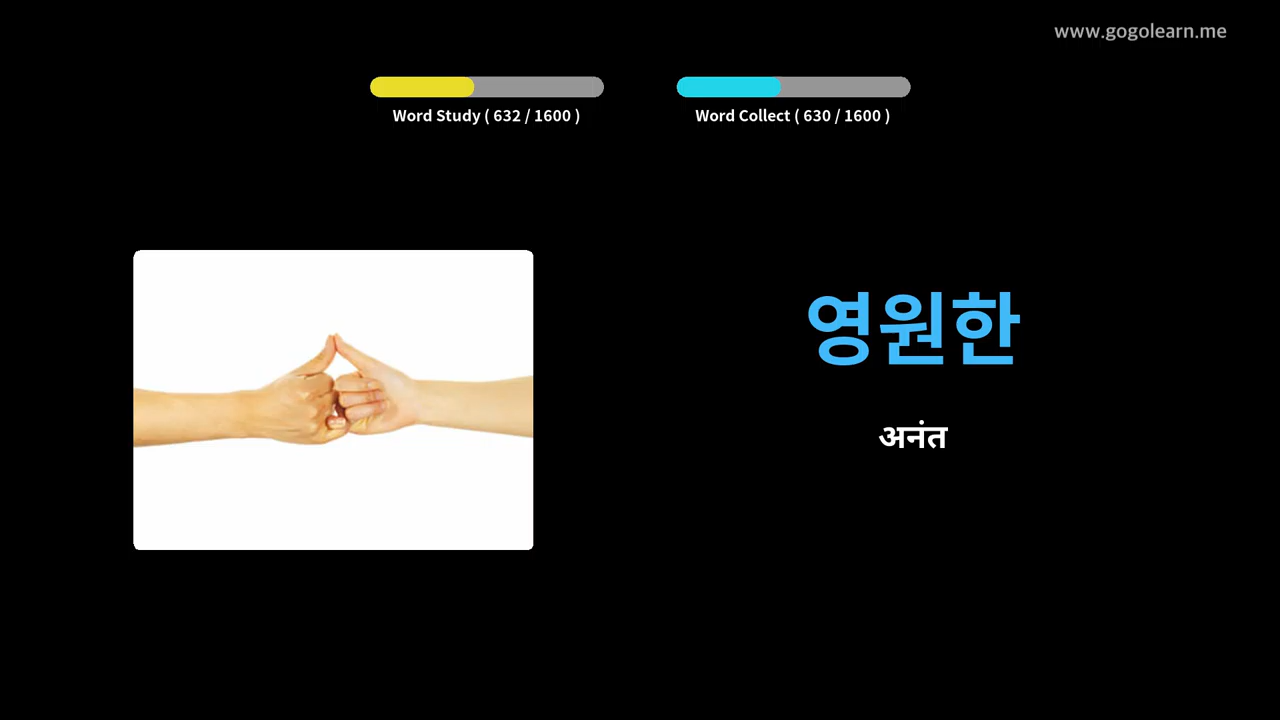 www.gogolearn.me
Word Study ( 632 / 1600 )
Word Collect ( 630 / 1600 )
영원한
अनंत